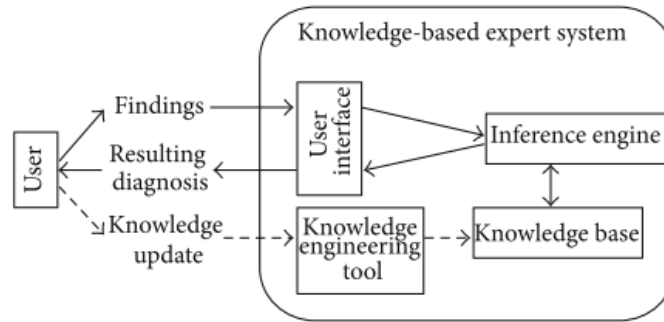 Knowledge-based expert system
Findings
User
interface
Inference engine
User
Resulting
diagnosis
Knowledge
update
Knowledge
engineering
tool
Knowledge base